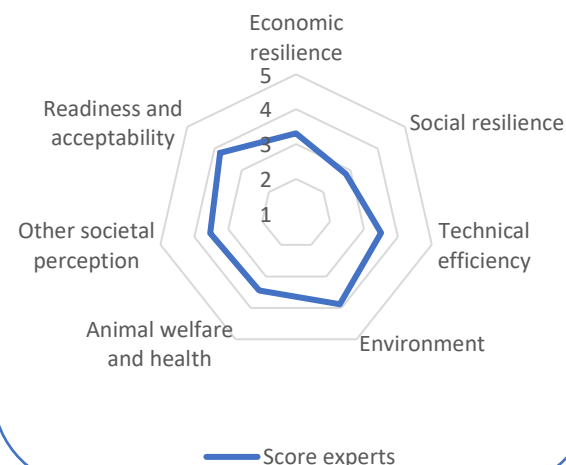 Economic
resilience
5
4
3
2
1
Social resilience
Technical
efficiency
Environment
Animal welfare
and health
Other societal
perception
Readiness and
acceptability
Score experts